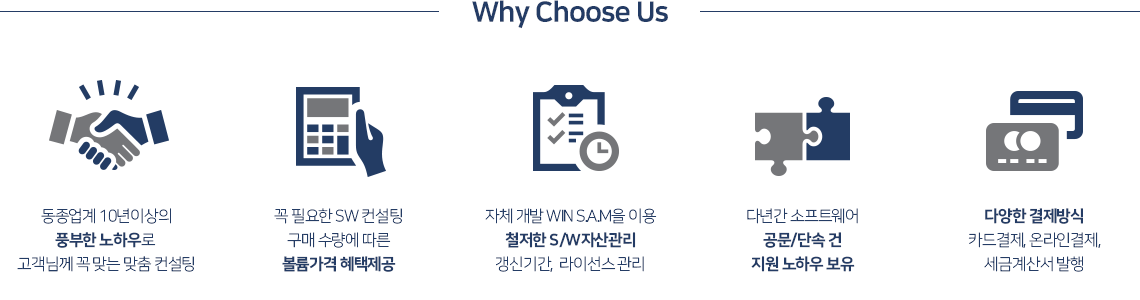 Why Choose Us
동종업계 10년이상의
풍부한 노하우로
고객님께 꼭 맞는 맞춤 컨설팅
꼭 필요한 SW 컨설팅
구매 수량에 따른
볼륨가격 혜택제공
자체 개발 WIN S.A.M을 이용
철저한 S/W자산관리
갱신기간, 라이선스 관리
다년간 소프트웨어
공문/단속 건
지원 노하우 보유
다양한 결제방식
카드결제, 온라인결제,
세금계산서 발행